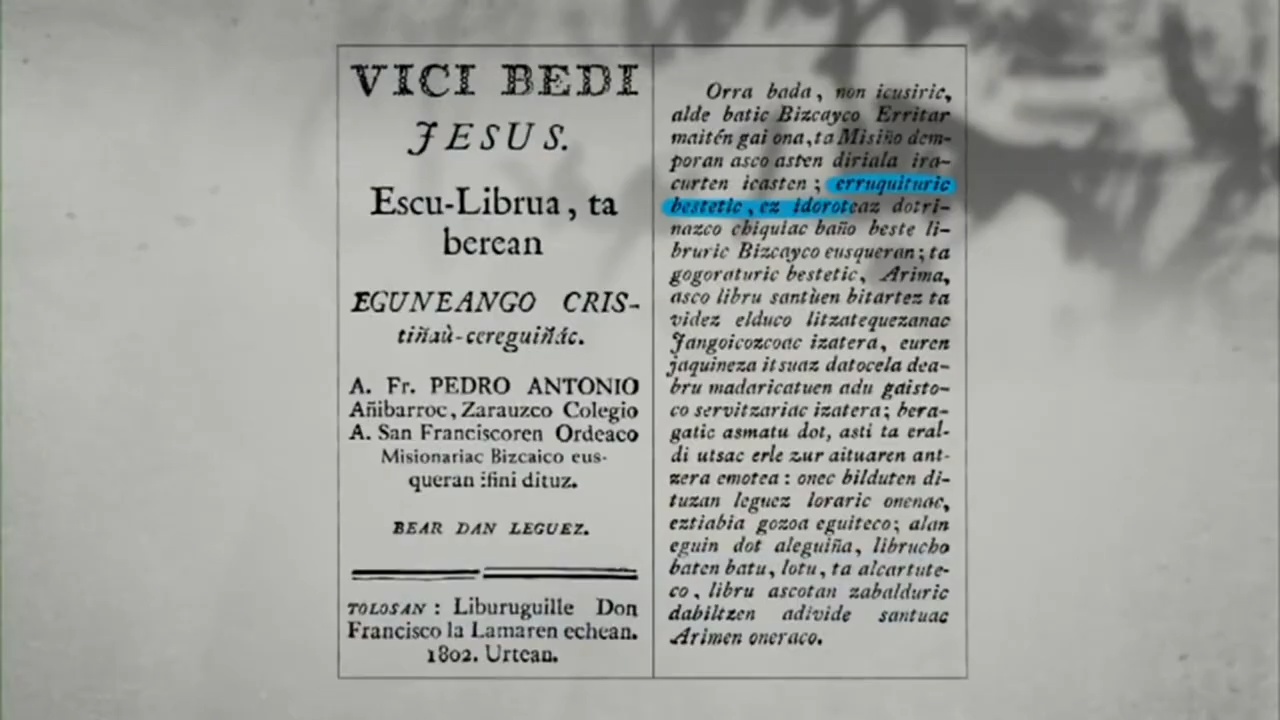 VICI BEDI
JESUS.
Escu-Librua, ta
berean
EGUNEANGO CRIS-
tiñaù-cereguiñác.
A. Fr. PEDRO ANTONIO
Añibarroc, Zarauzco Colegio
A. San Franciscoren Ordeaco
Misionariac Bizcaico eus-
queran ifini dituz.
BEAR DAN LEGUEZ.
TOLOSAN: Liburuguille Don
Francisco la Lamaren echean.
1802. Urtean.
Orra bada, non icusiric,
alde batic Bizcayco Erritar
maitén gai ona, ta Misiño dem-
poran asco asten diriala ira-
curten icasten; erruquituric
bestetic, ez idoroteaz dotri-
nazco chiquiac baño beste li-
bruric Bizcayco eusqueran; ta
gogoraturic bestetic, Arima,
asco libru santùen bitartez ta
videz elduco litzatequezanac
Jangoicozcoac izatera, euren
jaquineza itsuaz datocela dea-
bru madaricatuen adu gaisto-
co servitzariac izatera; bera-
gatic asmatu dot, asti ta eral-
di utsac erle zur aituaren ant-
zera emotea: onec bilduten di-
tuzan leguez loraric onenac,
eztiabia gozoa eguiteco; alan
eguin dot aleguiña, librucho
baten batu, lotu, ta alcartute-
co, libru ascotan zabalduric
dabiltzen adivide santuac
Arimen oneraco.